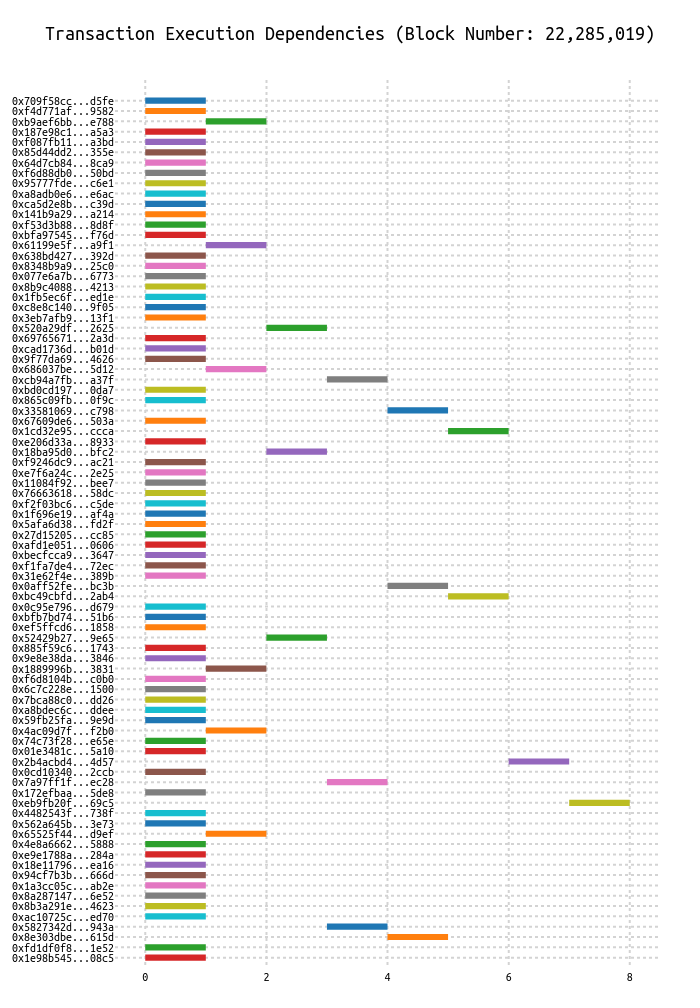 Transaction Execution Dependencies (Block Number: 22,285,019)
0x709f58cc...d5fe
0xf4d771af...9582
0xb9aef6bb...e788
0x187e98c1...a5a3
0xf087fb11...a3bd
0x85d44dd2...355e
0x64d7cb84...8ca9
0xf6d88db0...50bd
0x95777fde...c6e1
0xa8adb0e6...e6ac
0xca5d2e8b...c39d
0x141b9a29...a214
0xf53d3b88...8d8f
0xbfa97545...f76d
0x61199e5f...a9f1
0x638bd427...392d
0x8348b9a9...25c0
0x077e6a7b...6773
0x8b9c4088...4213
0x1fb5ec6f...ed1e
0xc8e8c140...9f05
0x3eb7afb9...13f1
0x520a29df...2625
0x69765671...2a3d
0xcad1736d...b01d
0x9f77da69...4626
0x686037be...5d12
0xcb94a7fb...a37f
0xbd0cd197...0da7
0x865c09fb...0f9c
0x33581069...c798
0x67609de6...503a
0x1cd32e95...ccca
0xe206d33a...8933
0x18ba95d0...bfc2
0xf9246dc9...ac21
0xe7f6a24c...2e25
0x11084f92...bee7
0x76663618...58dc
0xf2f03bc6...c5de
0x1f696e19...af4a
0x5afa6d38...fd2f
0x27d15205...cc85
0xafd1e051...0606
0xbecfcca9...3647
0xf1fa7de4...72ec
0x31e62f4e...389b
0x0aff52fe...bc3b
0xbc49cbfd...2ab4
0x0c95e796...d679
0xbfb7bd74...51b6
0xef5ffcd6...1858
0x52429b27...9e65
0x885f59c6...1743
0x9e8e38da...3846
0x1889996b...3831
0xf6d8104b...c0b0
0x6c7c228e...1500
0x7bca88c0...dd26
0xa8bdec6c...ddee
0x59fb25fa...9e9d
0x4ac09d7f...f2b0
0x74c73f28...e65e
0x01e3481c...5a10
0x2b4acbd4...4d57
0x0cd10340...2ccb
0x7a97ff1f...ec28
0x172efbaa...5de8
0xeb9fb20f...69c5
0x4482543f...738f
0x562a645b...3e73
0x65525f44...d9ef
0x4e8a6662...5888
0xe9e1788a...284a
0x18e11796...ea16
0x94cf7b3b...666d
0x1a3cc05c...ab2e
0x8a287147...6e52
0x8b3a291e...4623
0xac10725c...ed70
0x5827342d...943a
0x8e303dbe...615d
0xfd1df0f8...1e52
0x1e98b545...08c5
0 2 4 6 8